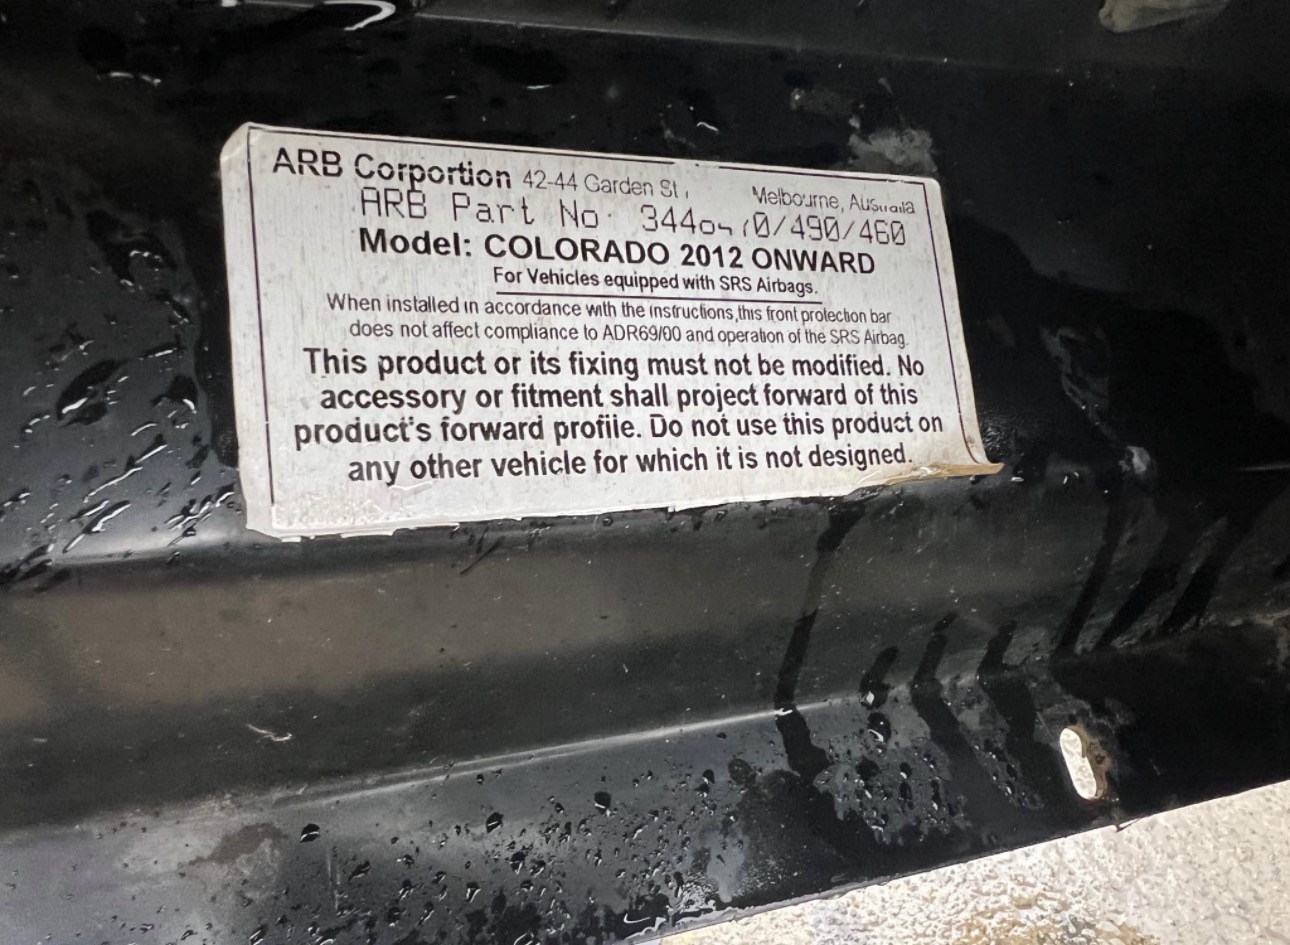 ARB Corportion 42-44 Garden St, Melbourne,
ARB Part No:
Model: COLORADO 2012 ONWARD
For Vehicles equipped with SRS Airbags.
When installed in accordance with the instructions,this front protection bar
does not affect compliance to ADR69/00 and operation of the SRS Airbag.
This product or its fixing must not be modified. No
accessory or fitment shall project forward of this
product's forward profile. Do not use this product on
any other vehicle for which it is not designed.